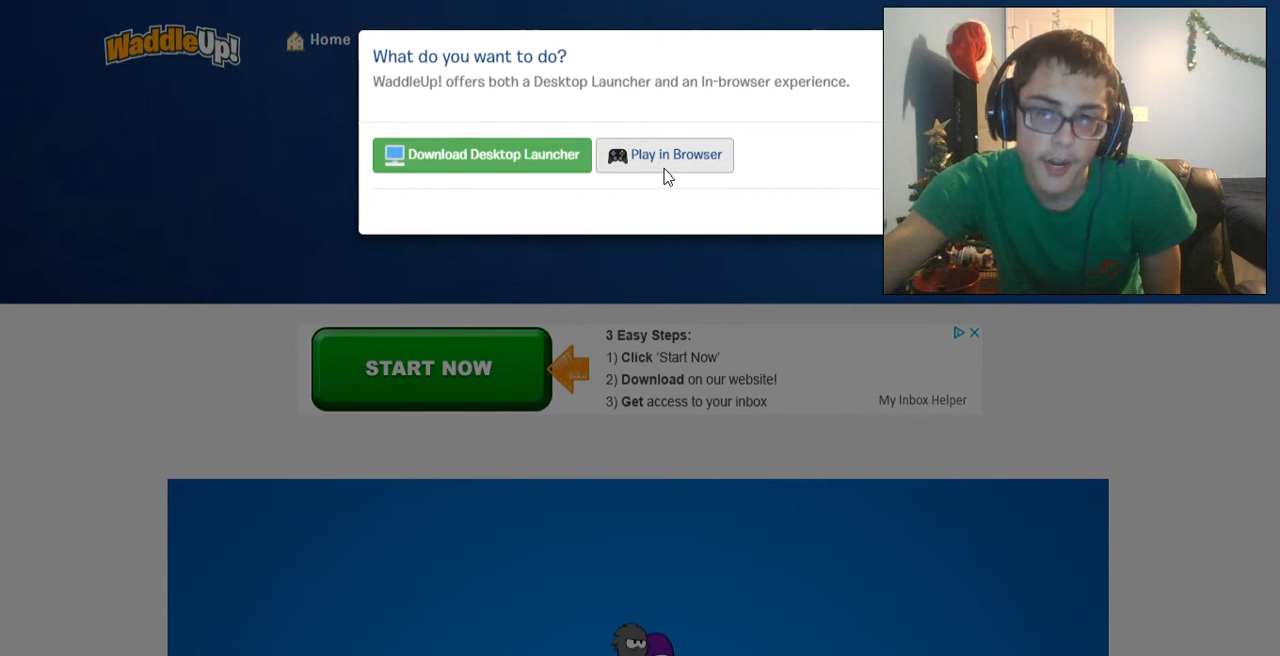 WaddleUp!
Home
What do you want to do?
WaddleUp! offers both a Desktop Launcher and an In-browser experience.
Download Desktop Launcher
Play in Browser
START NOW
3 Easy Steps:
1) Click 'Start Now'
2) Download on our website!
3) Get access to your inbox
My Inbox Helper